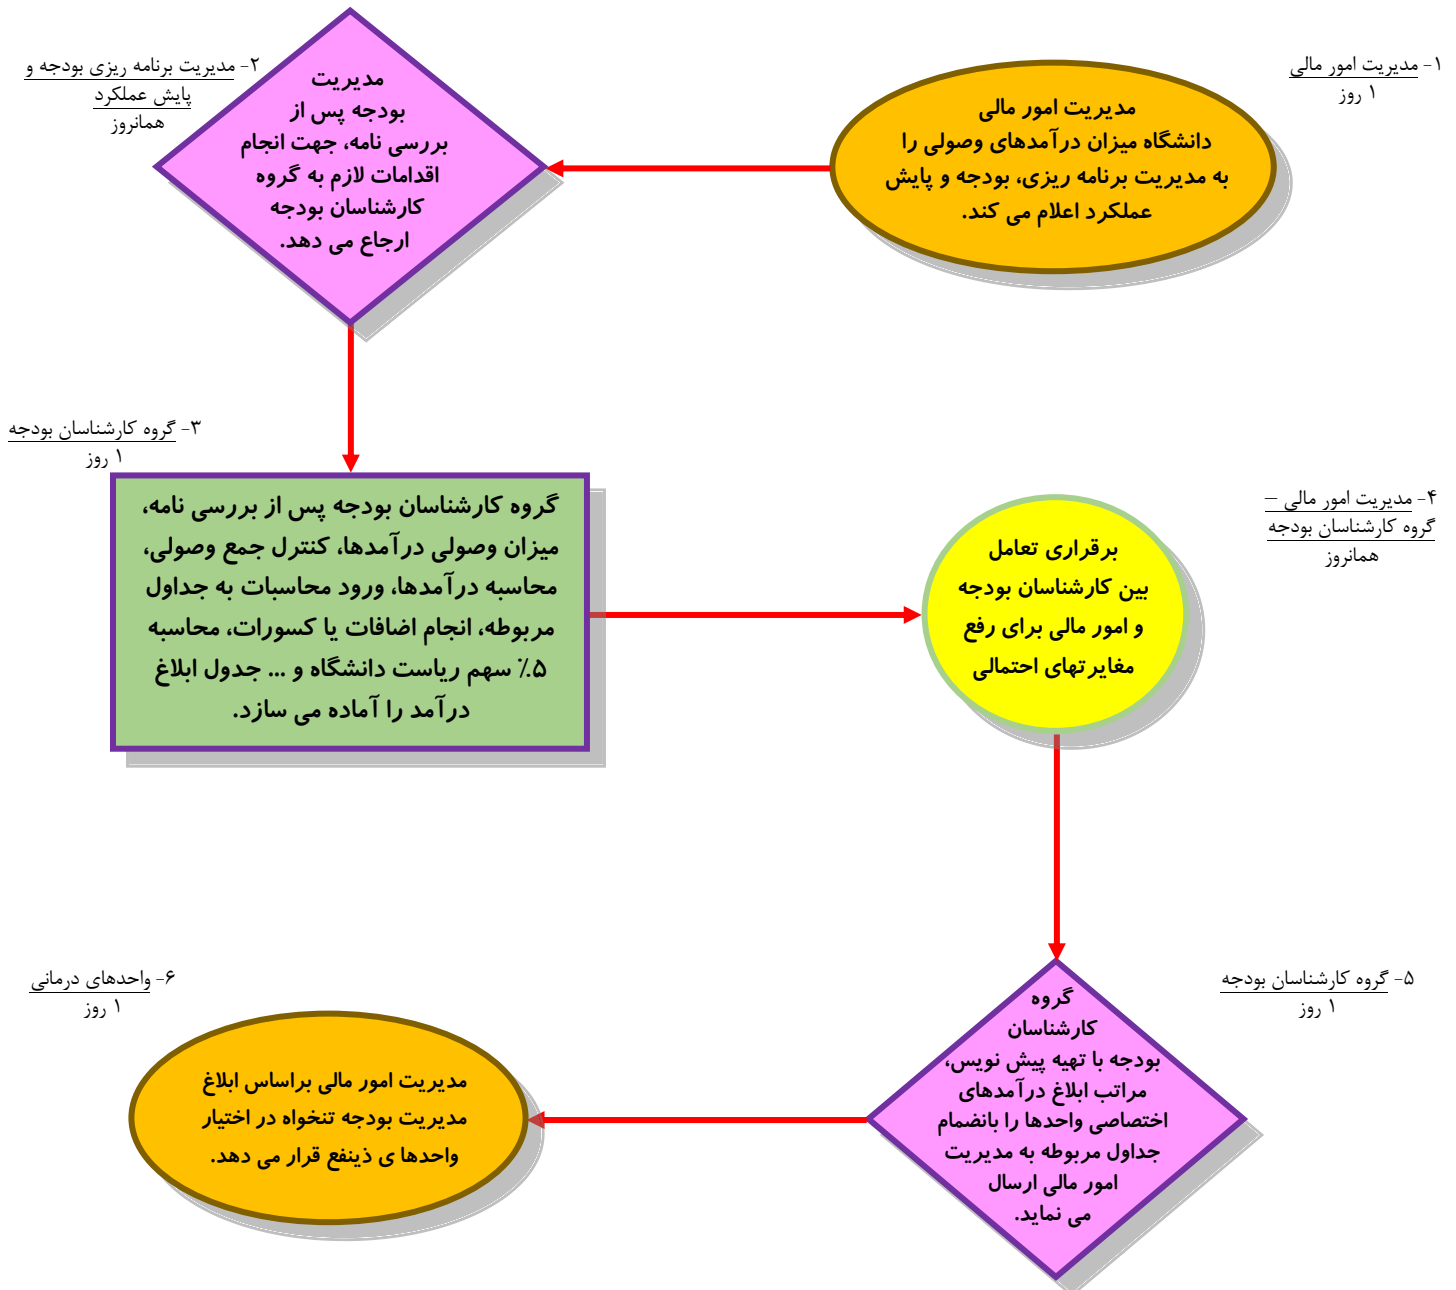 ۱- مدیریت امور مالی
۱ روز
مدیریت امور مالی
دانشگاه میزان درآمدهای وصولی را
به مدیریت برنامه ریزی، بودجه و پایش
عملکرد اعلام می کند.
۲- مدیریت برنامه ریزی بودجه و
پایش عملکرد
همانروز
مدیریت
بودجه پس از
بررسی نامه، جهت انجام
اقدامات لازم به گروه
کارشناسان بودجه
ارجاع می دهد.
۳- گروه کارشناسان بودجه
۱ روز
گروه کارشناسان بودجه پس از بررسی نامه،
میزان وصولی درآمدها، کنترل جمع وصولی،
محاسبه درآمدها، ورود محاسبات به جداول
مربوطه، انجام اضافات یا کسورات، محاسبه
۵٪ سهم ریاست دانشگاه و ... جدول ابلاغ
درآمد را آماده می سازد.
۴- مدیریت امور مالی –
گروه کارشناسان بودجه
همانروز
برقراری تعامل
بین کارشناسان بودجه
و امور مالی برای رفع
مغایرتهای احتمالی
۵- گروه کارشناسان بودجه
۱ روز
گروه
کارشناسان
بودجه با تهیه پیش نویس،
مراتب ابلاغ درآمدهای
اختصاصی واحدها را بانضمام
جداول مربوطه به مدیریت
امور مالی ارسال
می نماید.
۶- واحدهای درمانی
۱ روز
مدیریت امور مالی براساس ابلاغ
مدیریت بودجه تنخواه در اختیار
واحدها ی ذینفع قرار می دهد.